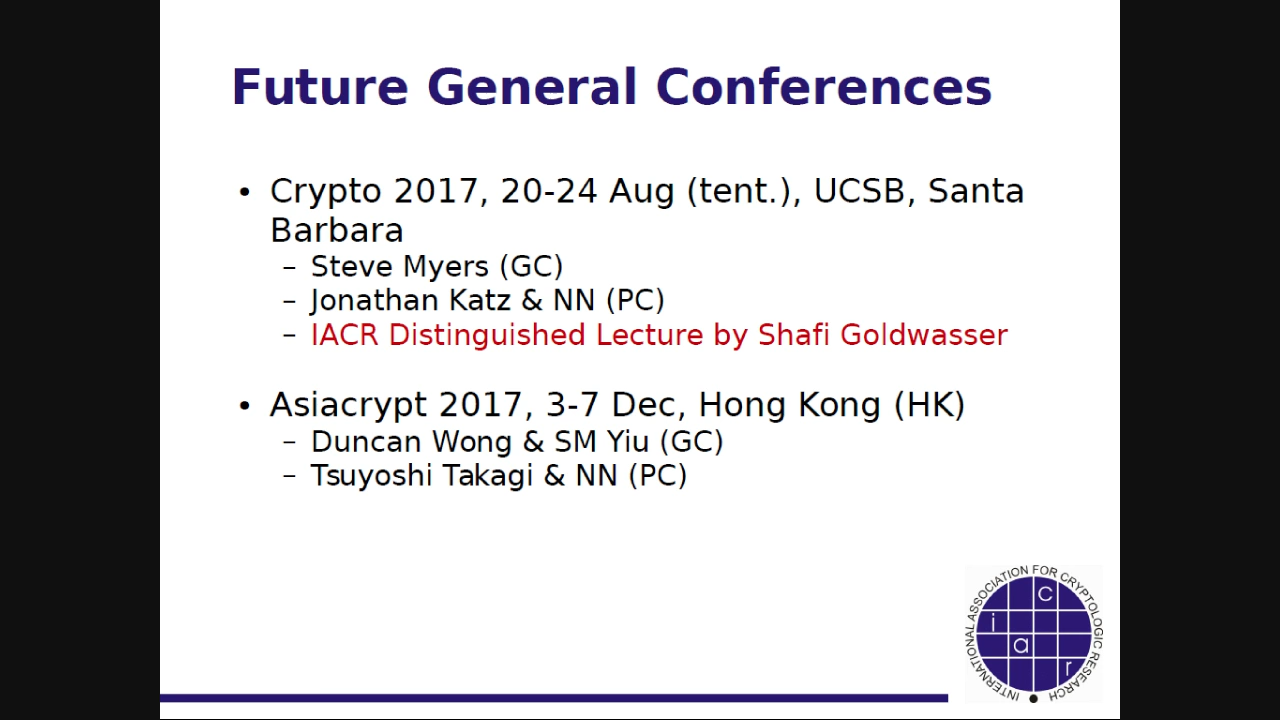 Future General Conferences
• Crypto 2017, 20-24 Aug (tent.), UCSB, Santa
Barbara
– Steve Myers (GC)
– Jonathan Katz & NN (PC)
– IACR Distinguished Lecture by Shafi Goldwasser
• Asiacrypt 2017, 3-7 Dec, Hong Kong (HK)
– Duncan Wong & SM Yiu (GC)
– Tsuyoshi Takagi & NN (PC)
INTERNATIONAL ASSOCIATION FOR CRYPTOLOGIC RESEARCH
i a c r